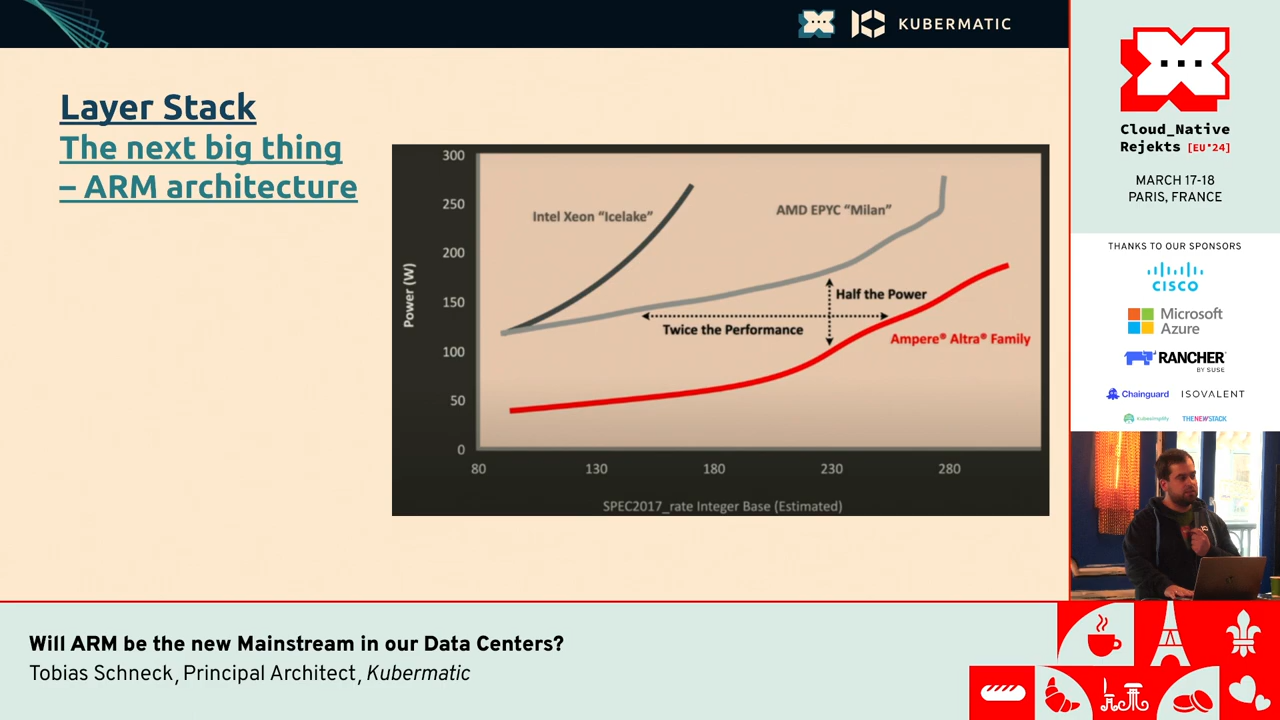 KUBERMATIC
Layer Stack
The next big thing
– ARM architecture
300
250
200
150
100
50
0
Power (W)
80
130
180
230
280
SPEC2017_rate Integer Base (Estimated)
Intel Xeon “Icelake”
AMD EPYC “Milan”
Half the Power
Twice the Performance
Ampere® Altra® Family
Cloud_Native
Rejekts [EU'24]
MARCH 17-18
PARIS, FRANCE
THANKS TO OUR SPONSORS
CISCO
Microsoft
Azure
RANCHER
BY SUSE
Chainguard
ISOVALENT
kubesimplify
THENEWSTACK
Will ARM be the new Mainstream in our Data Centers?
Tobias Schneck, Principal Architect, Kubermatic